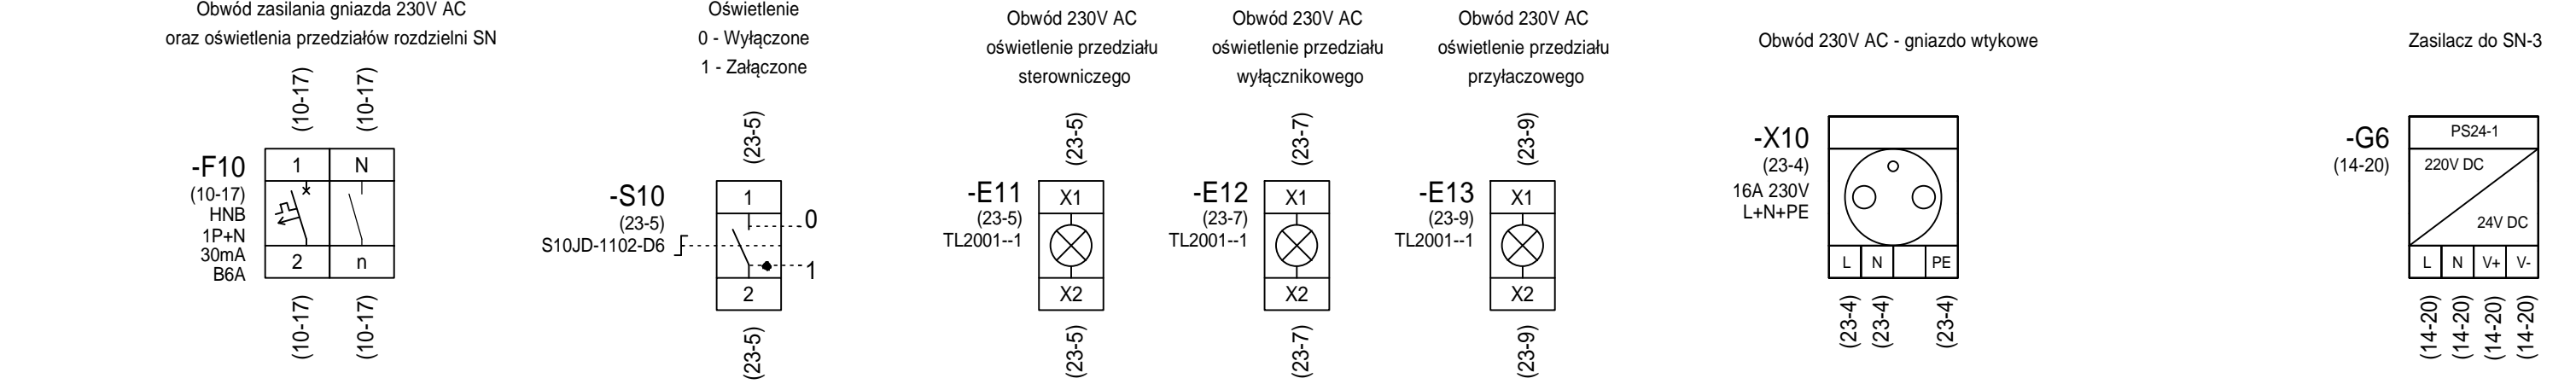 Obwód zasilania gniazda 230V AC
oraz oświetlenia przedziałów rozdzielni SN
(10-17)
(10-17)
-F10
(10-17)
HNB
1P+N
30mA
B6A
1
N
2
n
(10-17)
(10-17)
Oświetlenie
0 - Wyłączone
1 - Załączone
(23-5)
-S10
(23-5)
S10JD-1102-D6
1
0
1
2
(23-5)
Obwód 230V AC
oświetlenie przedziału
sterowniczego
(23-5)
-E11
(23-5)
TL2001--1
X1
X2
(23-5)
Obwód 230V AC
oświetlenie przedziału
wyłącznikowego
(23-7)
-E12
(23-7)
TL2001--1
X1
X2
(23-7)
Obwód 230V AC
oświetlenie przedziału
przyłaczowego
(23-9)
-E13
(23-9)
TL2001--1
X1
X2
(23-9)
Obwód 230V AC - gniazdo wtykowe
-X10
(23-4)
16A 230V
L+N+PE
L N PE
(23-4)
(23-4)
(23-4)
Zasilacz do SN-3
-G6
(14-20)
PS24-1
220V DC
24V DC
L N V+ V-
(14-20)
(14-20)
(14-20)
(14-20)